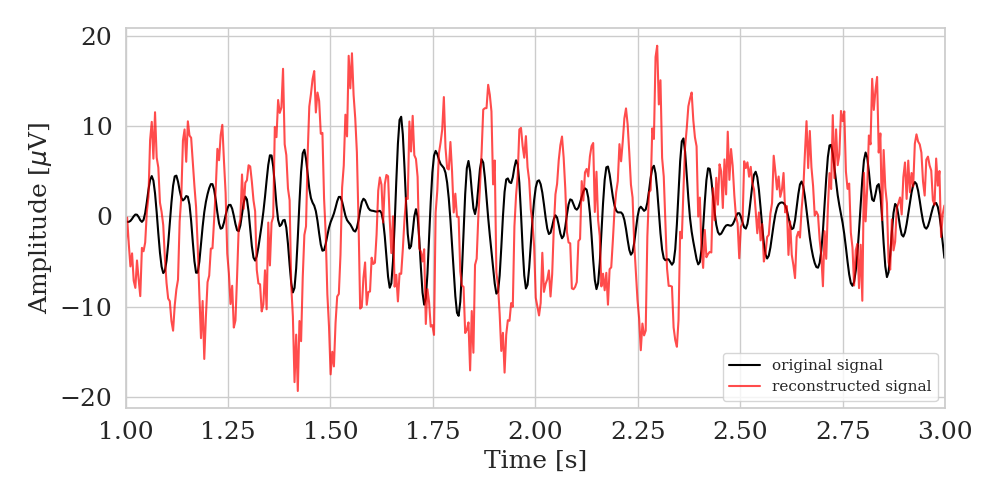 20
10
0
−10
−20
Amplitude [μV]
1.00 1.25 1.50 1.75 2.00 2.25 2.50 2.75 3.00
Time [s]
original signal
reconstructed signal